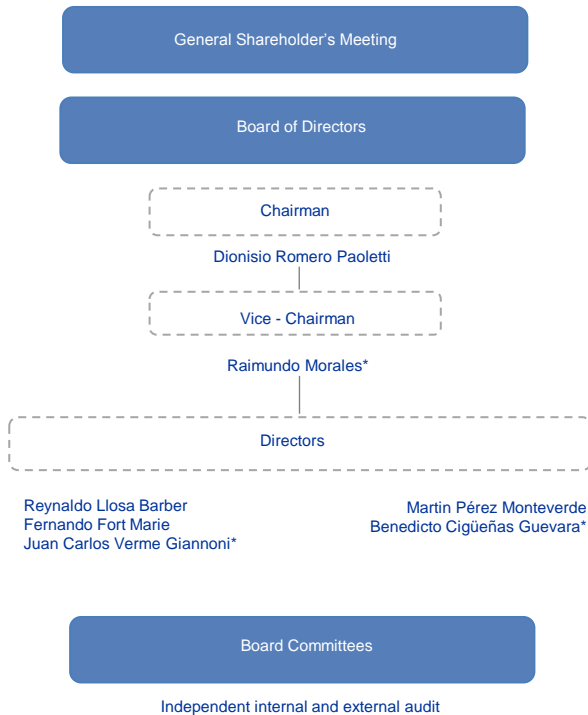 General Shareholder's Meeting
Board of Directors
Chairman
Dionisio Romero Paoletti
Vice - Chairman
Raimundo Morales*
Directors
Reynaldo Llosa Barber
Fernando Fort Marie
Juan Carlos Verme Giannoni*
Martin Pérez Monteverde
Benedicto Cigüeñas Guevara*
Board Committees
Independent internal and external audit